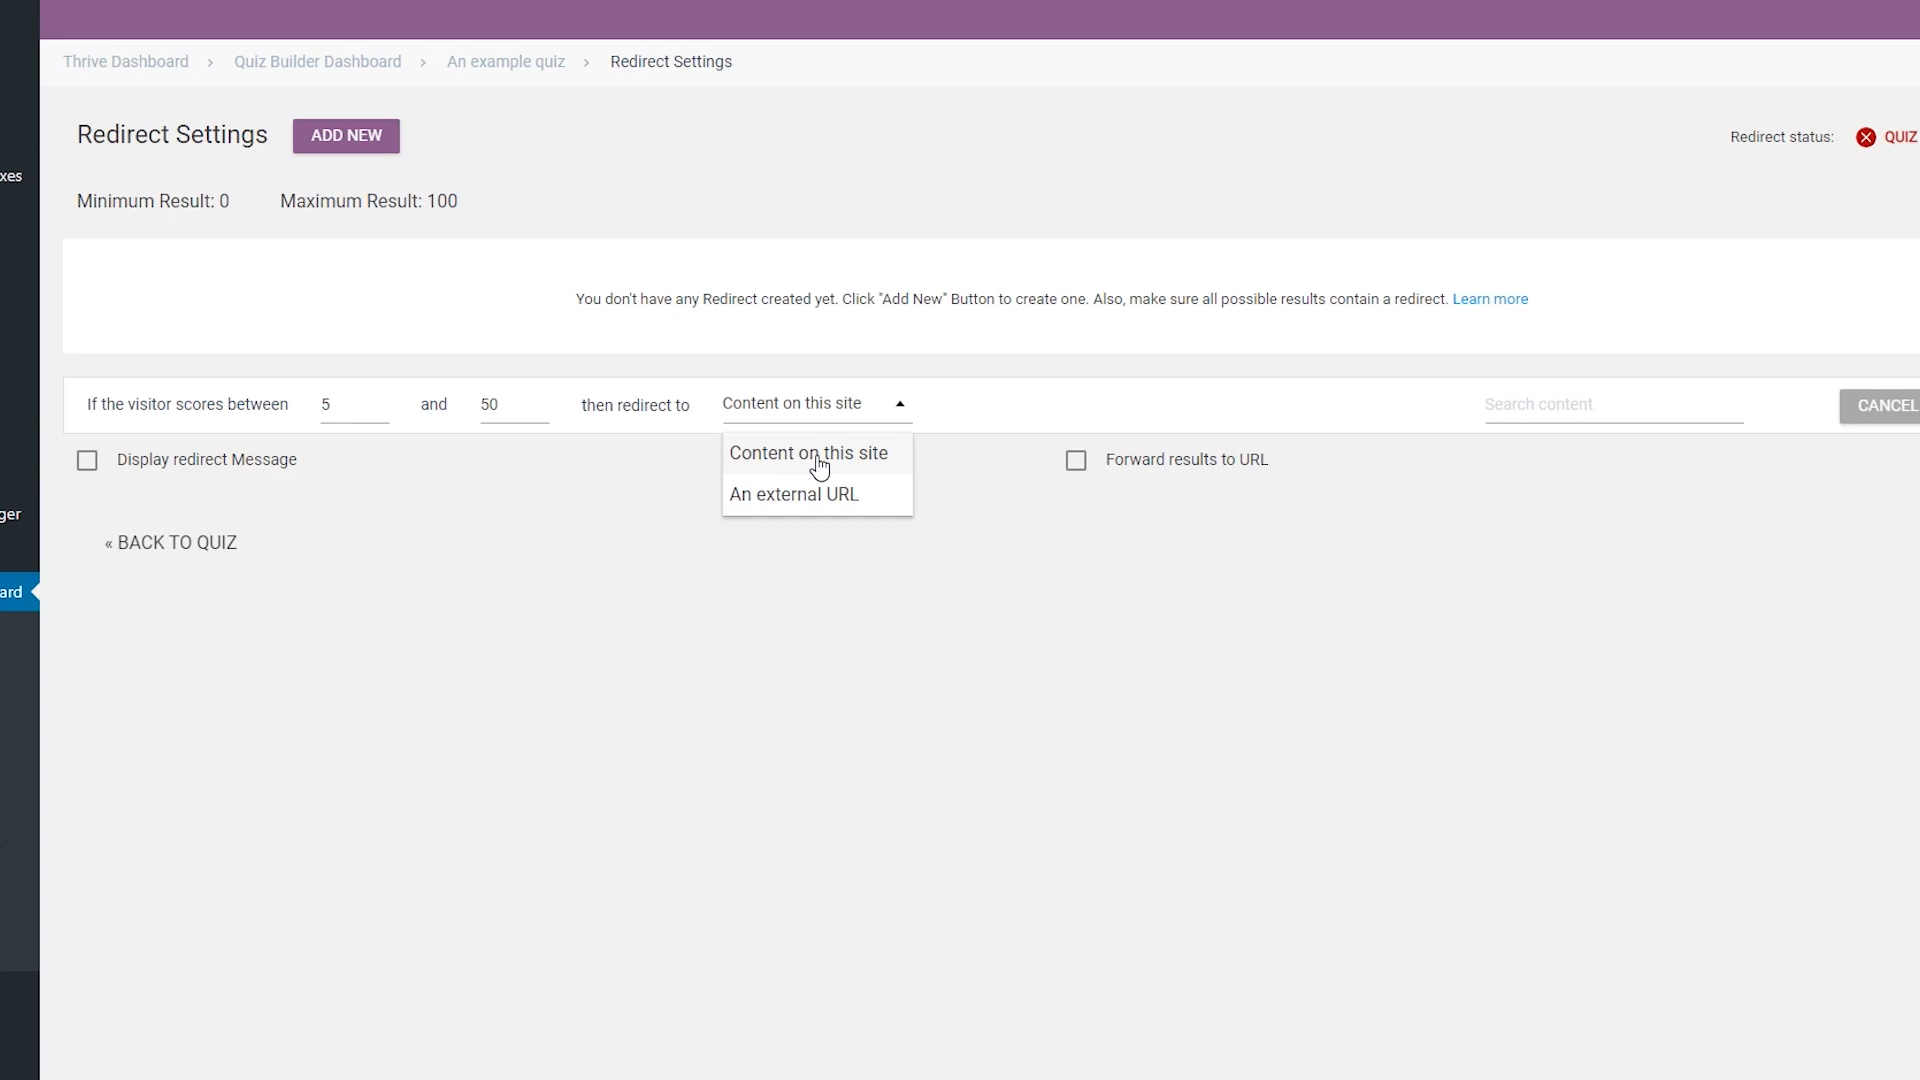 Thrive Dashboard › Quiz Builder Dashboard › An example quiz › Redirect Settings
Redirect Settings ADD NEW Redirect status: QUIZ
xes
Minimum Result: 0 Maximum Result: 100
You don't have any Redirect created yet. Click "Add New" Button to create one. Also, make sure all possible results contain a redirect. Learn more
If the visitor scores between 5 and 50 then redirect to Content on this site Search content CANCEL
Display redirect Message Content on this site Forward results to URL
An external URL
ger
« BACK TO QUIZ
ard